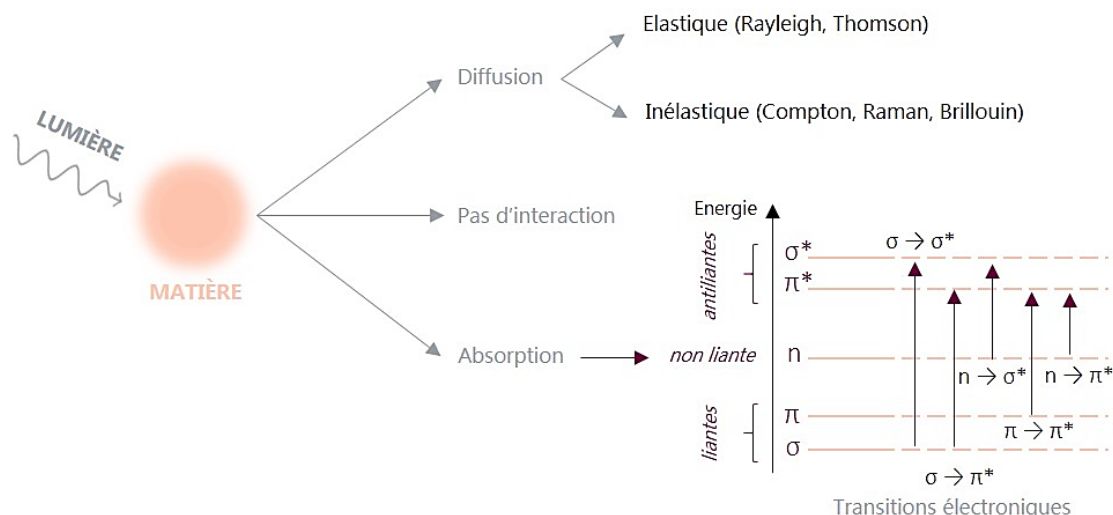 Elastique (Rayleigh, Thomson)
Diffusion
Inélastique (Compton, Raman, Brillouin)
LUMIÈRE
Pas d'interaction
MATIÈRE
Absorption
Energie
antiliantes
σ*
π*
non liante
n
liantes
π
σ
σ → σ*
n → σ*
n → π*
π → π*
σ → π*
Transitions électroniques